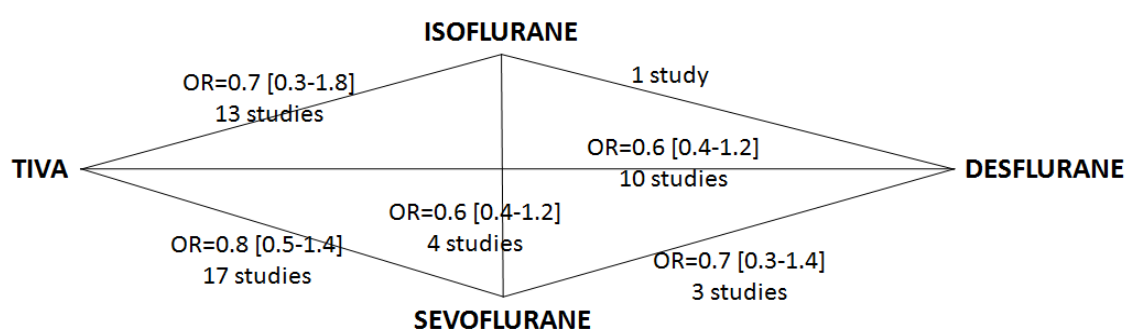 ISOFLURANE
OR=0.7 [0.3-1.8]
13 studies
1 study
TIVA
OR=0.6 [0.4-1.2]
10 studies
DESFLURANE
OR=0.6 [0.4-1.2]
4 studies
OR=0.8 [0.5-1.4]
17 studies
OR=0.7 [0.3-1.4]
3 studies
SEVOFLURANE